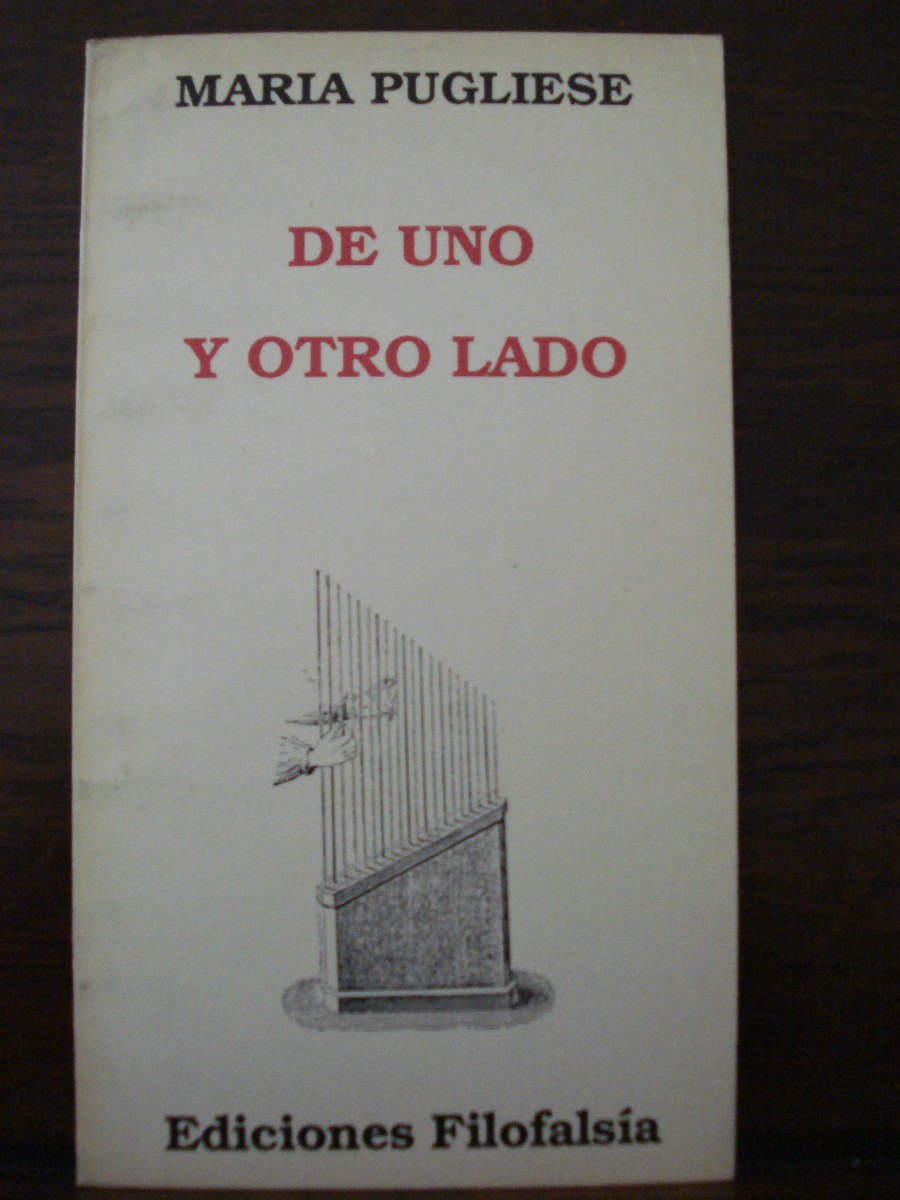 MARIA PUGLIESE
DE UNO
Y OTRO LADO
Ediciones Filofalsía